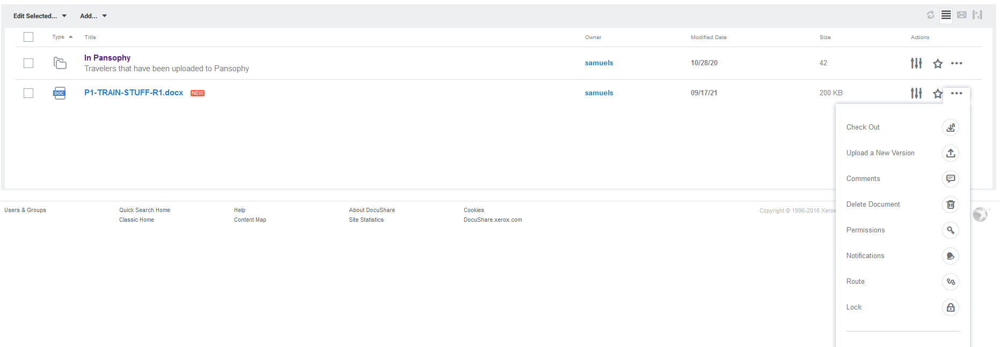 Edit Selected... Add...
Type Title Owner Modified Date Size Actions
In Pansophy
Travelers that have been uploaded to Pansophy
samuels 10/28/20 42
DOC P1-TRAIN-STUFF-R1.docx NEW samuels 09/17/21 200 KB
Check Out
Upload a New Version
Comments
Delete Document
Permissions
Notifications
Route
Lock
Users & Groups Quick Search Home Help About DocuShare Cookies Copyright © 1996-2016 Xerox
Classic Home Content Map Site Statistics DocuShare.xerox.com